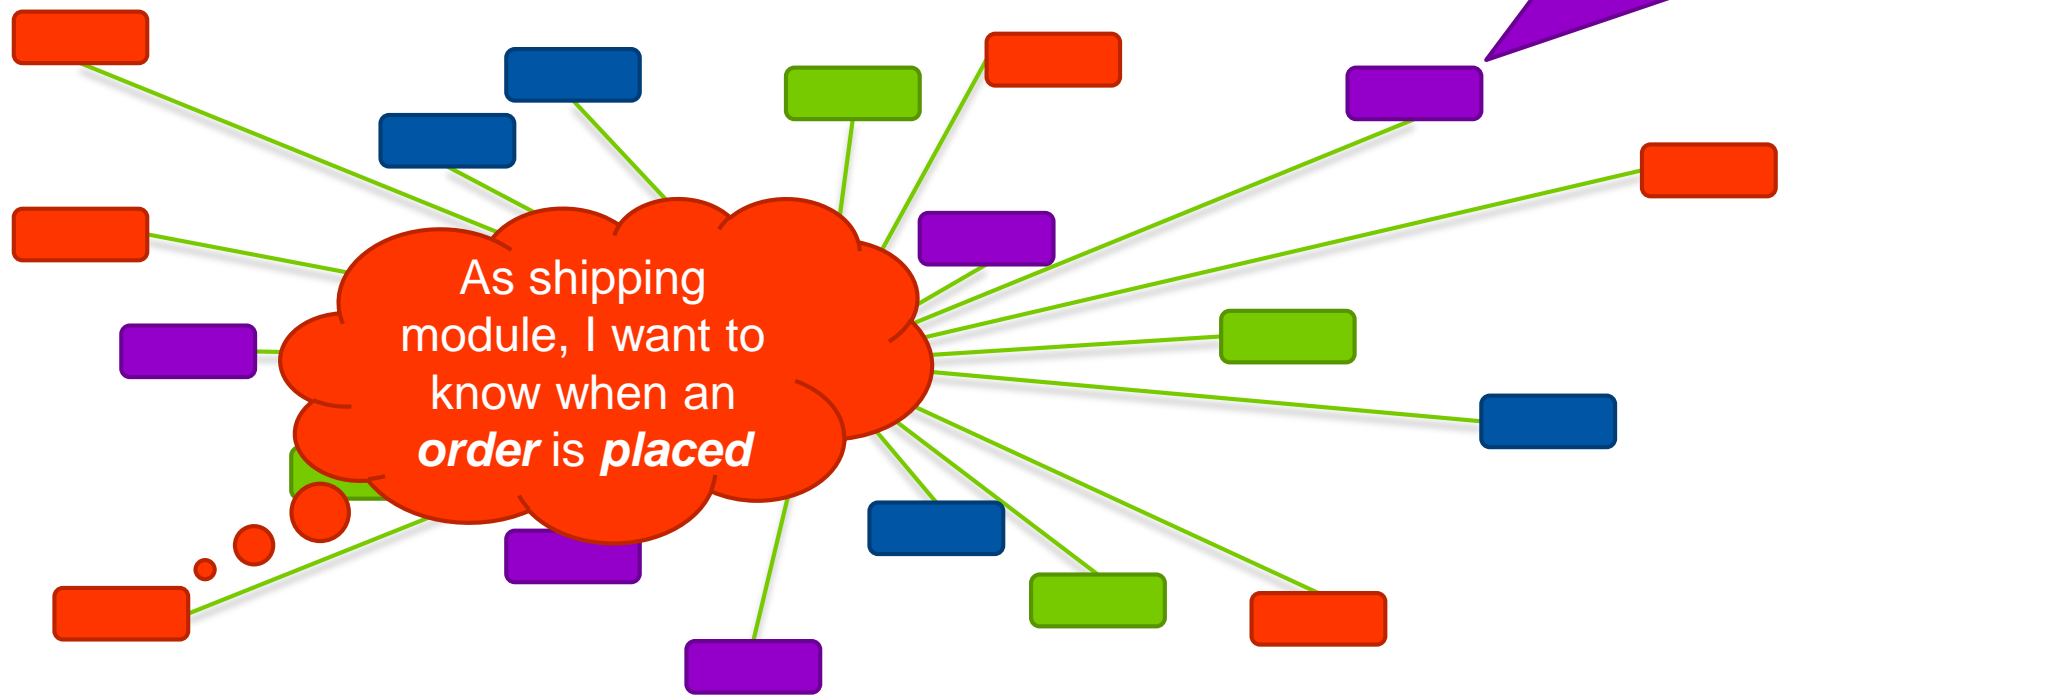 As shipping
module, I want to
know when an
order is placed